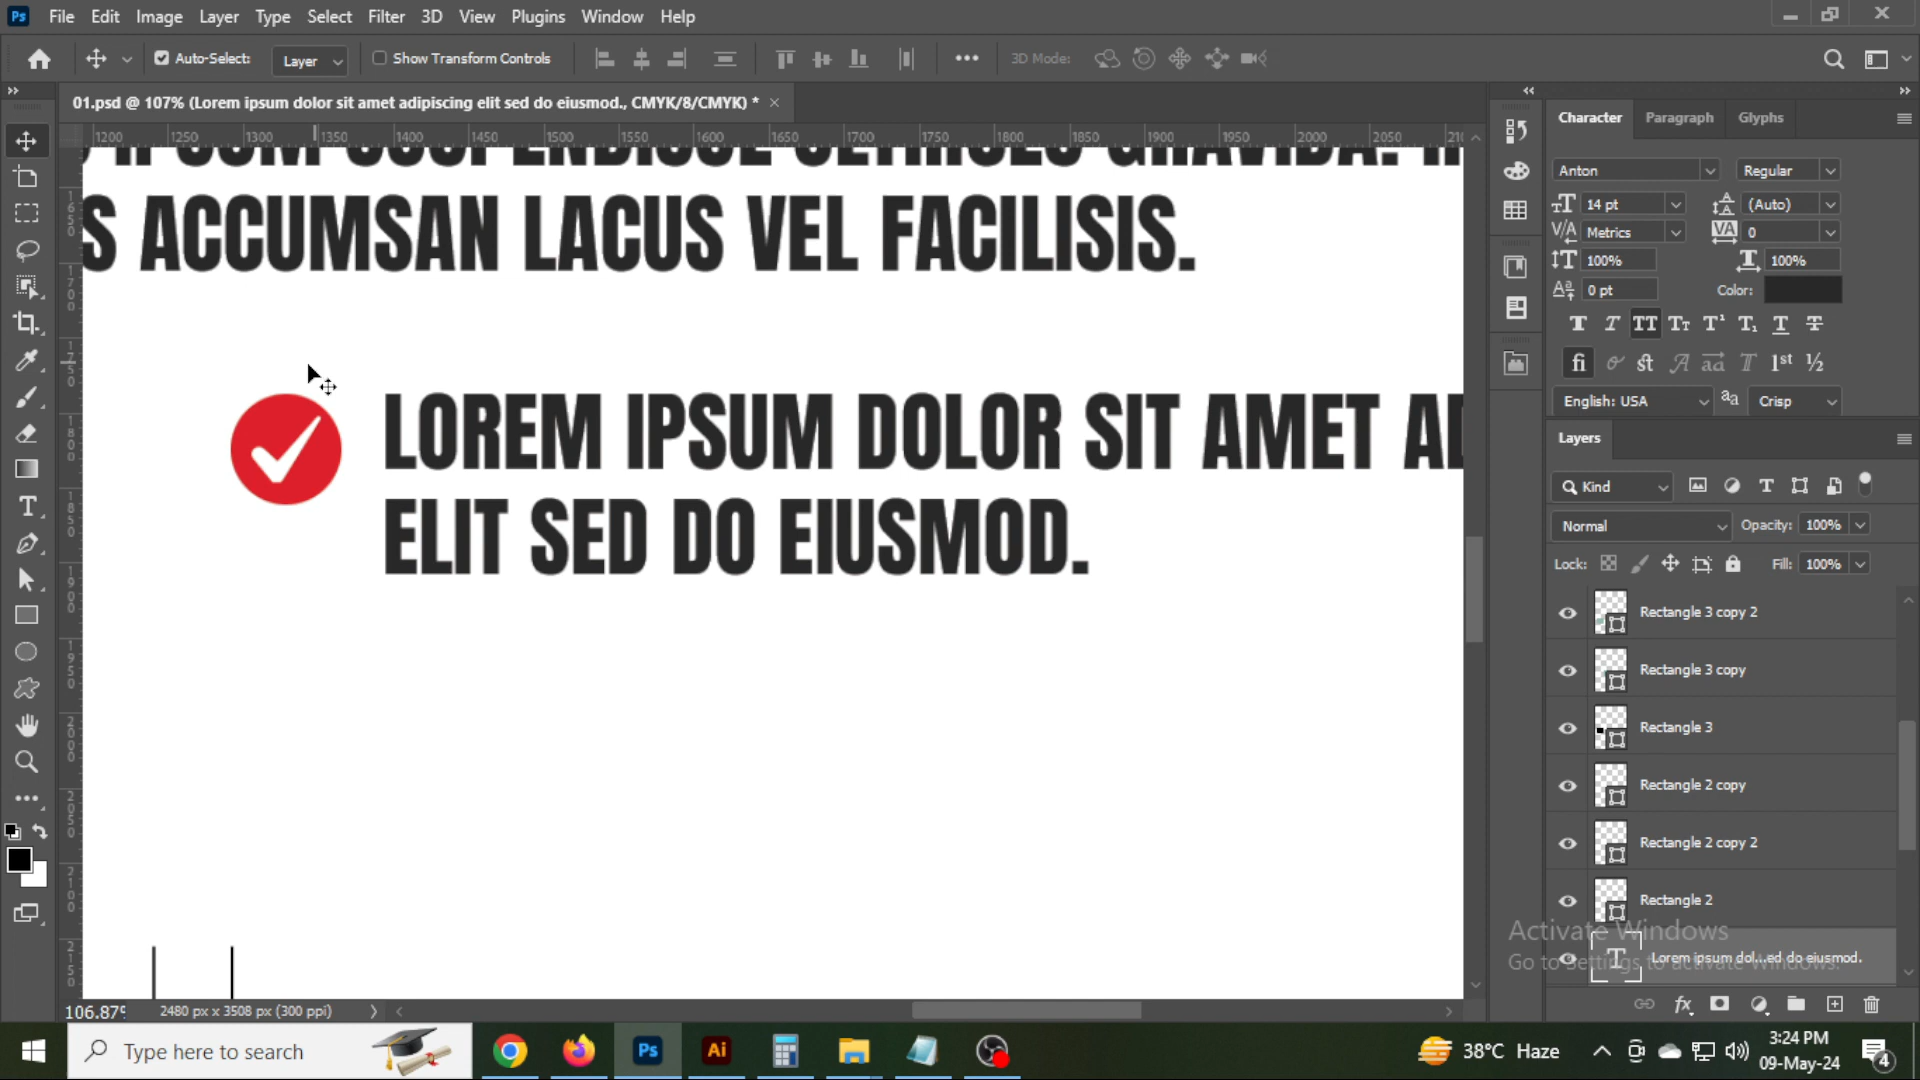 Ps File Edit Image Layer Type Select Filter 3D View Plugins Window Help
Auto-Select: Layer Show Transform Controls 3D Mode:
01.psd @ 107% (Lorem ipsum dolor sit amet adipiscing elit sed do eiusmod., CMYK/8/CMYK) *
1200 1250 1300 1350 1400 1450 1500 1550 1600 1650 1700 1750 1800 1850 1900 1950 2000 2050
S ACCUMSAN LACUS VEL FACILISIS.
LOREM IPSUM DOLOR SIT AMET AD
ELIT SED DO EIUSMOD.
Character Paragraph Glyphs
Anton Regular
14 pt (Auto)
Metrics 0
100% 100%
0 pt Color:
English: USA Crisp
Layers
Kind
Normal Opacity: 100%
Lock: Fill: 100%
Rectangle 3 copy 2
Rectangle 3 copy
Rectangle 3
Rectangle 2 copy
Rectangle 2 copy 2
Rectangle 2
Lorem ipsum dol...ed do eiusmod.
Activate Windows
Go to Settings to activate Windows.
2480 px x 3508 px (300 ppi)
Type here to search
Ps Ai
38°C Haze
3:24 PM
09-May-24
4